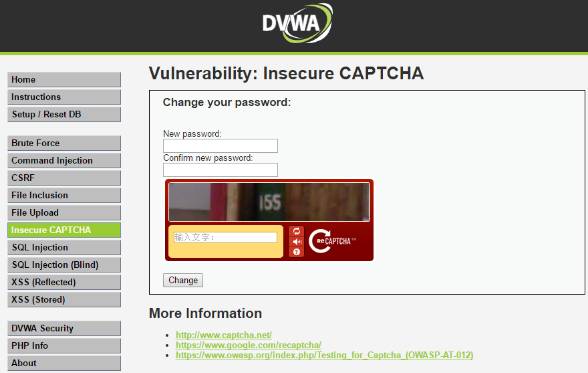 DVWA
Home
Instructions
Setup / Reset DB
Brute Force
Command Injection
CSRF
File Inclusion
File Upload
Insecure CAPTCHA
SQL Injection
SQL Injection (Blind)
XSS (Reflected)
XSS (Stored)
DVWA Security
PHP Info
About
Vulnerability: Insecure CAPTCHA
Change your password:
New password:
Confirm new password:
155
输入文字：
reCAPTCHA™
Change
More Information
http://www.captcha.net/
https://www.google.com/recaptcha/
https://www.owasp.org/index.php/Testing_for_Captcha_(OWASP-AT-012)